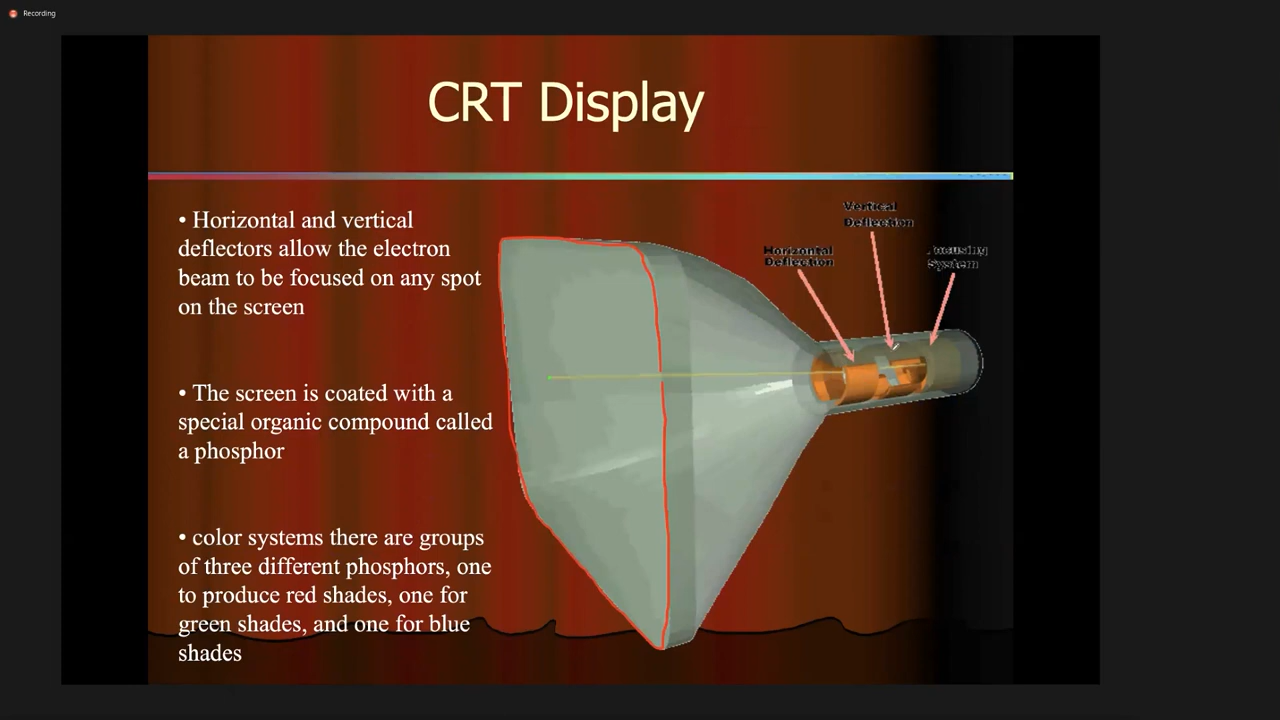 Recording
CRT Display
• Horizontal and vertical
deflectors allow the electron
beam to be focused on any spot
on the screen
• The screen is coated with a
special organic compound called
a phosphor
• color systems there are groups
of three different phosphors, one
to produce red shades, one for
green shades, and one for blue
shades
Vertical
Deflection
Horizontal
Deflection
Focusing
System